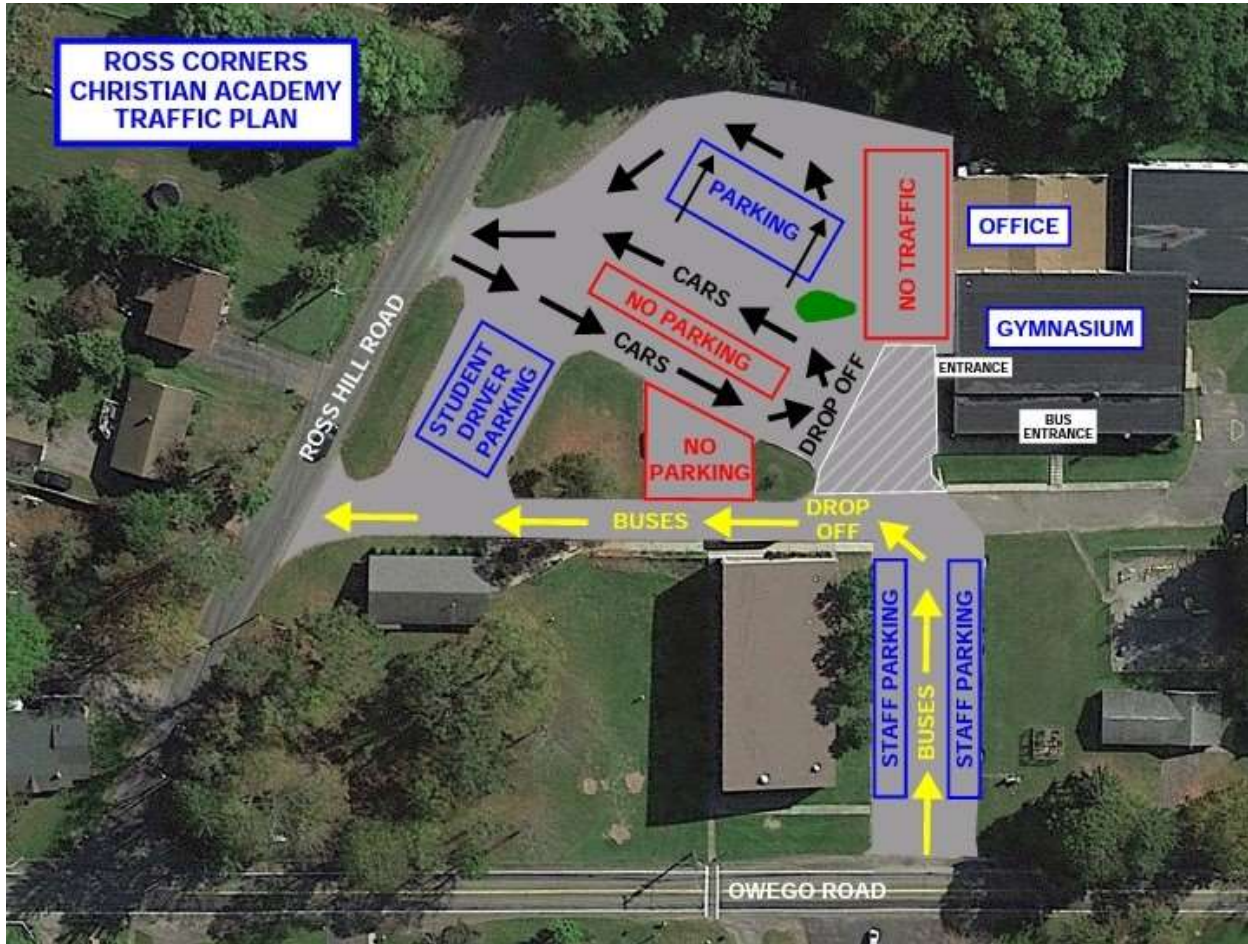 ROSS CORNERS
CHRISTIAN ACADEMY
TRAFFIC PLAN
PARKING
NO TRAFFIC
OFFICE
CARS
NO PARKING
GYMNASIUM
CARS
ENTRANCE
ROSS HILL ROAD
STUDENT
DRIVER
PARKING
DROP OFF
BUS
ENTRANCE
NO
PARKING
BUSES
DROP
OFF
STAFF PARKING
BUSES
STAFF PARKING
OWEGO ROAD